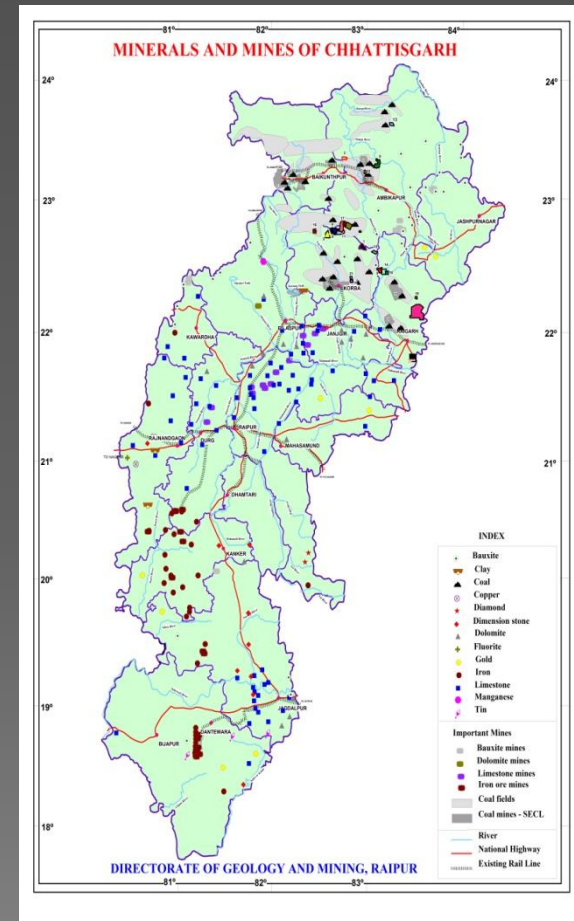 MINERALS AND MINES OF CHHATTISGARH
81°
82°
83°
84°
24°
24°
23°
23°
BAIKUNTHPUR
AMBIKAPUR
JASHPURNAGAR
KORBA
22°
22°
JANJGIR
KAWARDHA
RAJNANDGAON
DURG
RAIPUR
MAHASAMUND
21°
21°
DHAMTARI
KANKER
20°
20°
19°
19°
JAGDALPUR
BIJAPUR
DANTEWARA
18°
18°
INDEX
Bauxite
Clay
Coal
Copper
Diamond
Dimension stone
Dolomite
Fluorite
Gold
Iron
Limestone
Manganese
Tin
Important Mines
Bauxite mines
Dolomite mines
Limestone mines
Iron ore mines
Coal fields
Coal mines - SECL
River
National Highway
Existing Rail Line
DIRECTORATE OF GEOLOGY AND MINING, RAIPUR
81°
82°
83°